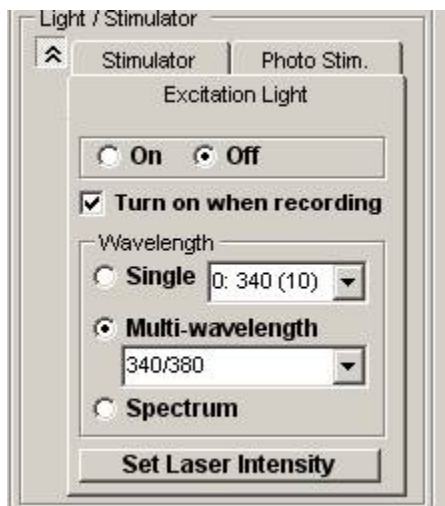 Light / Stimulator
Stimulator Photo Stim.
Excitation Light
On Off
Turn on when recording
Wavelength
Single 0: 340 (10)
Multi-wavelength
340/380
Spectrum
Set Laser Intensity